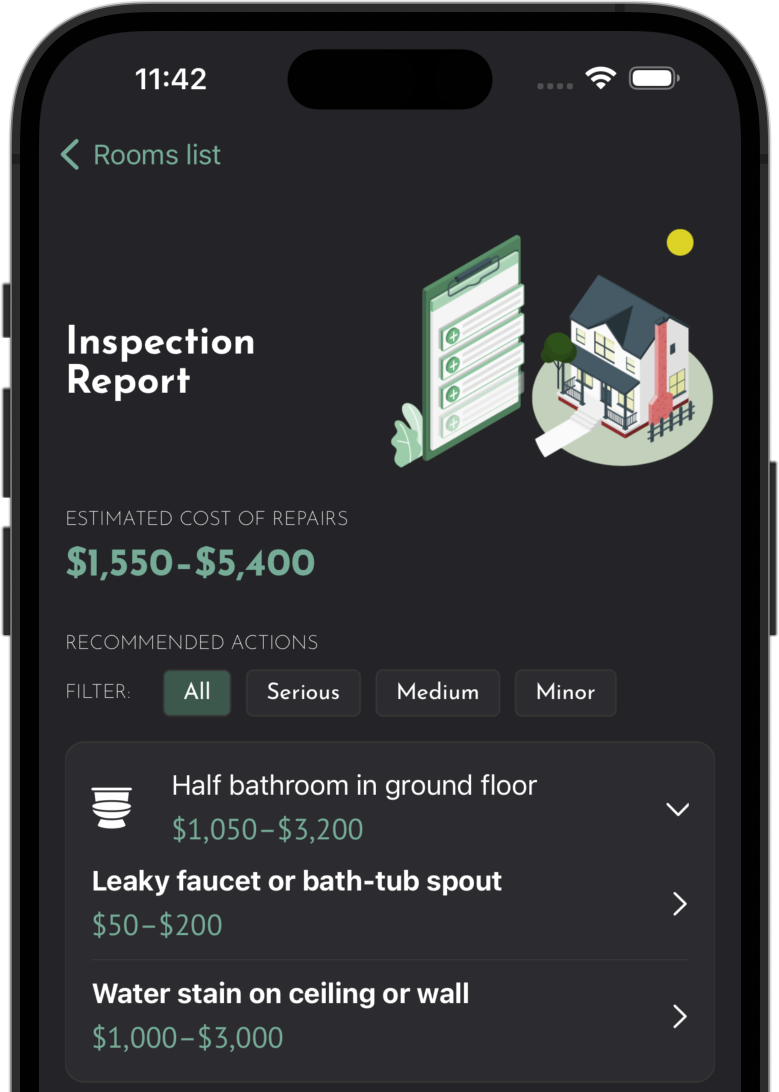 11:42
Rooms list
Inspection
Report
ESTIMATED COST OF REPAIRS
$1,550–$5,400
RECOMMENDED ACTIONS
FILTER: All Serious Medium Minor
Half bathroom in ground floor
$1,050–$3,200
Leaky faucet or bath-tub spout
$50–$200
Water stain on ceiling or wall
$1,000–$3,000